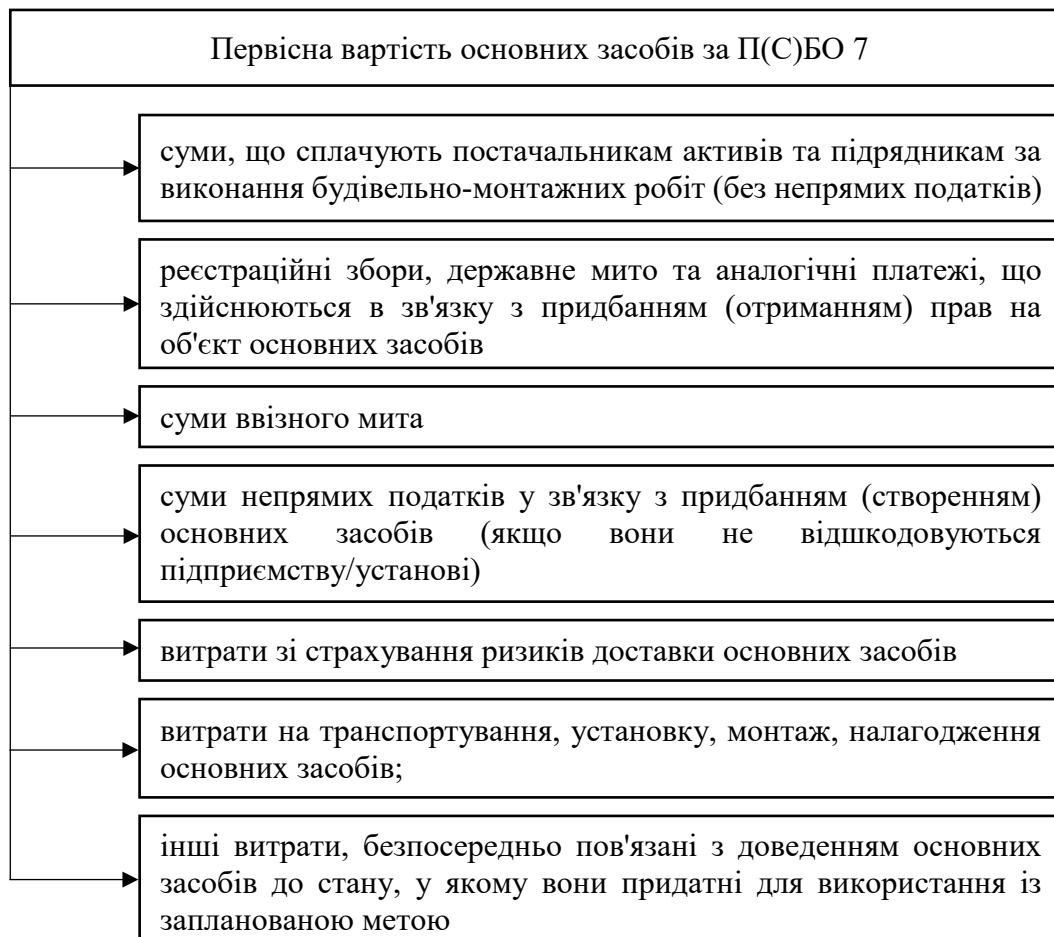 Первісна вартість основних засобів за П(С)БО 7
суми, що сплачують постачальникам активів та підрядникам за
виконання будівельно-монтажних робіт (без непрямих податків)
реєстраційні збори, державне мито та аналогічні платежі, що
здійснюються в зв'язку з придбанням (отриманням) прав на
об'єкт основних засобів
суми ввізного мита
суми непрямих податків у зв'язку з придбанням (створенням)
основних засобів (якщо вони не відшкодовуються
підприємству/установі)
витрати зі страхування ризиків доставки основних засобів
витрати на транспортування, установку, монтаж, налагодження
основних засобів;
інші витрати, безпосередньо пов'язані з доведенням основних
засобів до стану, у якому вони придатні для використання із
запланованою метою